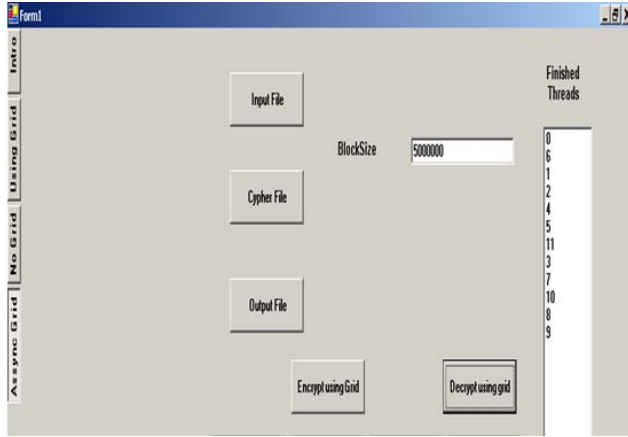 Form1
Intro
Using Grid
No Grid
Assync Grid
Input File
Cypher File
Output File
BlockSize
5000000
Encrypt using Grid
Decrypt using grid
Finished
Threads
0
6
1
2
4
5
11
3
7
10
8
9